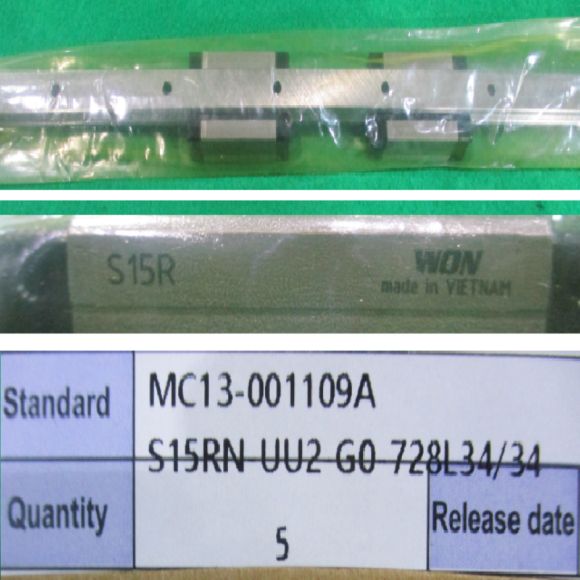 S15R
WON
made in VIETNAM
Standard
MC13-001109A
S15RN UU2 G0 728L34/34
Quantity
5
Release date